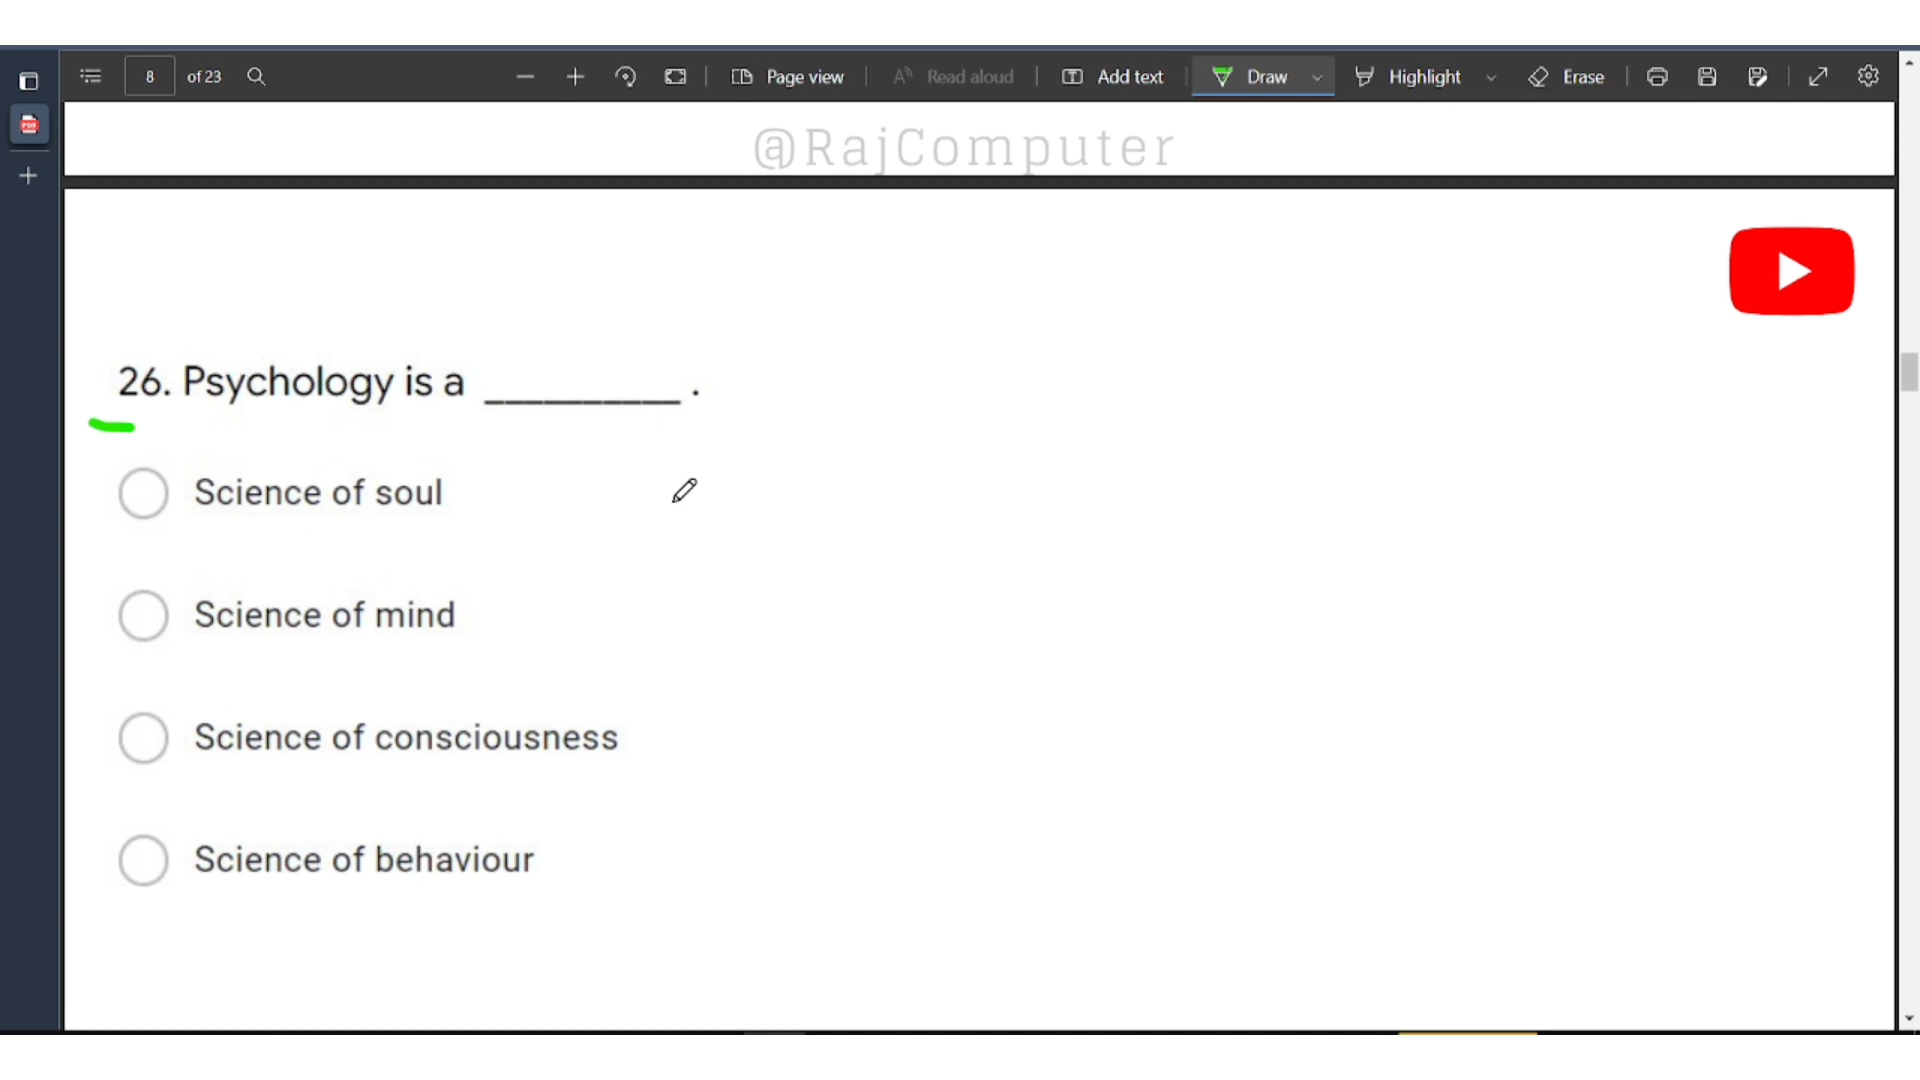 8 of 23 Page view Read aloud Add text Draw Highlight Erase
@RajComputer
26. Psychology is a __________ .
Science of soul
Science of mind
Science of consciousness
Science of behaviour